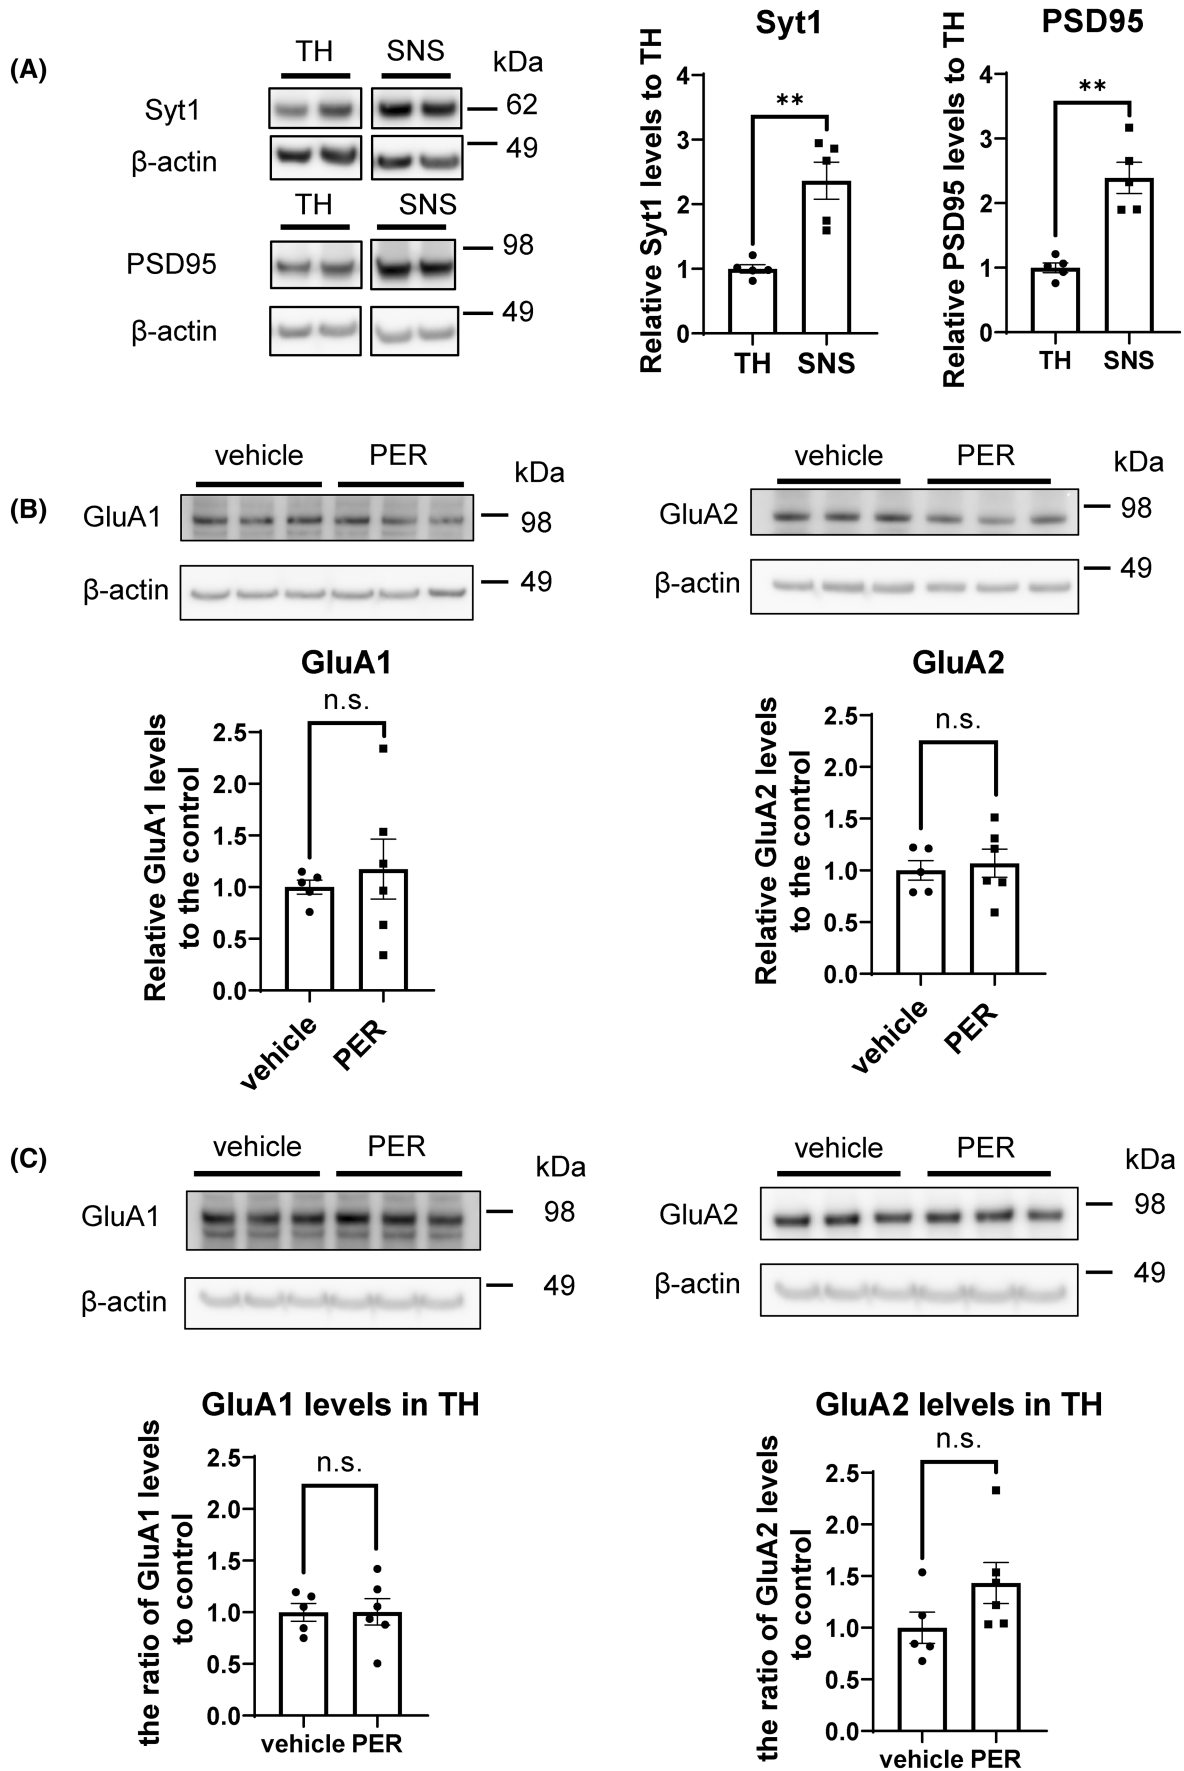 (A)
TH SNS kDa
Syt1 62
β-actin 49
TH SNS
PSD95 98
β-actin 49
Syt1
Relative Syt1 levels to TH
4
3
2
1
0
**
TH SNS
PSD95
Relative PSD95 levels to TH
4
3
2
1
0
**
TH SNS
(B)
vehicle PER kDa
GluA1 98
β-actin 49
GluA1
n.s.
Relative GluA1 levels
to the control
2.5
2.0
1.5
1.0
0.5
0.0
vehicle PER
vehicle PER kDa
GluA2 98
β-actin 49
GluA2
n.s.
Relative GluA2 levels
to the control
2.5
2.0
1.5
1.0
0.5
0.0
vehicle PER
(C)
vehicle PER kDa
GluA1 98
β-actin 49
GluA1 levels in TH
n.s.
the ratio of GluA1 levels
to control
2.5
2.0
1.5
1.0
0.5
0.0
vehicle PER
vehicle PER kDa
GluA2 98
β-actin 49
GluA2 lelvels in TH
n.s.
the ratio of GluA2 levels
to control
2.5
2.0
1.5
1.0
0.5
0.0
vehicle PER